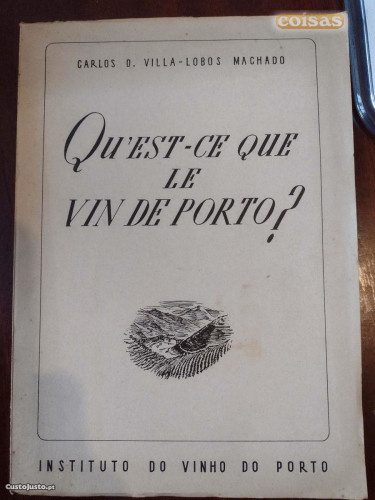 coisas
CARLOS D. VILLA-LOBOS MACHADO
QU'EST-CE QUE
LE
VIN DE PORTO?
INSTITUTO DO VINHO DO PORTO
CustoJusto.pt